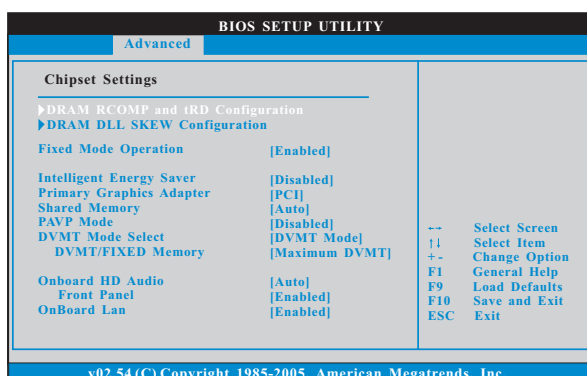 BIOS SETUP UTILITY
Advanced
Chipset Settings
DRAM RCOMP and tRD Configuration
DRAM DLL SKEW Configuration
Fixed Mode Operation [Enabled]
Intelligent Energy Saver [Disabled]
Primary Graphics Adapter [PCI]
Shared Memory [Auto]
PAVP Mode [Disabled]
DVMT Mode Select [DVMT Mode]
DVMT/FIXED Memory [Maximum DVMT]
Onboard HD Audio [Auto]
Front Panel [Enabled]
OnBoard Lan [Enabled]
←→ Select Screen
↑↓ Select Item
+ - Change Option
F1 General Help
F9 Load Defaults
F10 Save and Exit
ESC Exit
v02.54 (C) Copyright 1985-2005, American Megatrends, Inc.